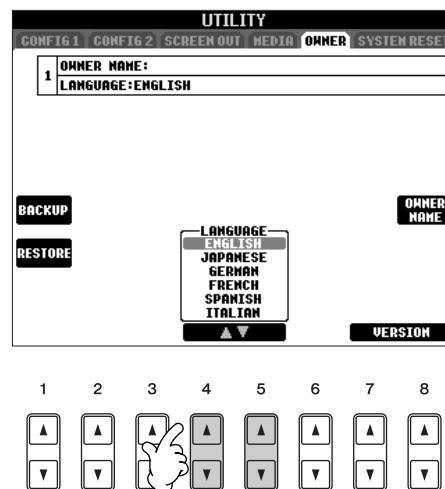 UTILITY
CONFIG 1 CONFIG 2 SCREEN OUT MEDIA OWNER SYSTEM RESET
1 OWNER NAME:
LANGUAGE:ENGLISH
BACKUP
OWNER NAME
RESTORE
LANGUAGE
ENGLISH
JAPANESE
GERMAN
FRENCH
SPANISH
ITALIAN
▲▼
VERSION
1 2 3 4 5 6 7 8